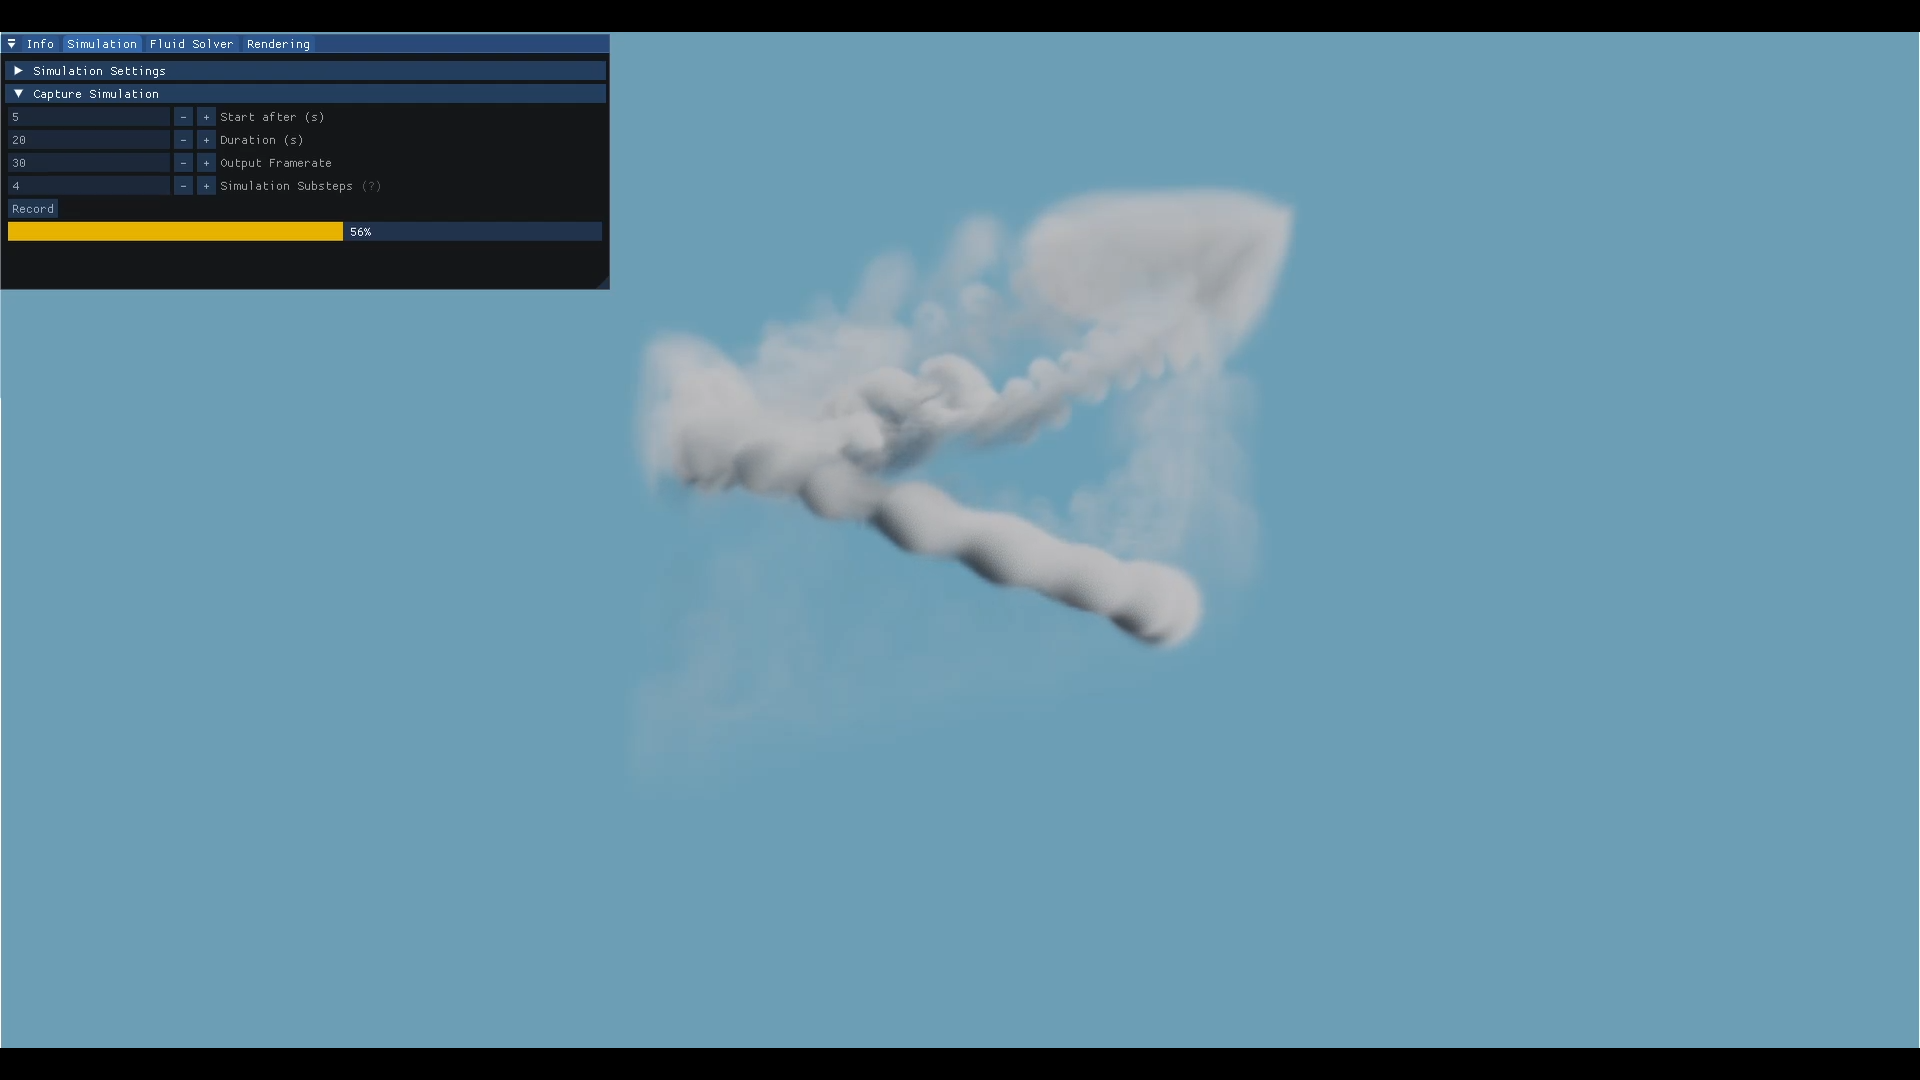 Info Simulation Fluid Solver Rendering
Simulation Settings
Capture Simulation
5 - + Start after (s)
20 - + Duration (s)
30 - + Output Framerate
4 - + Simulation Substeps (?)
Record
56%